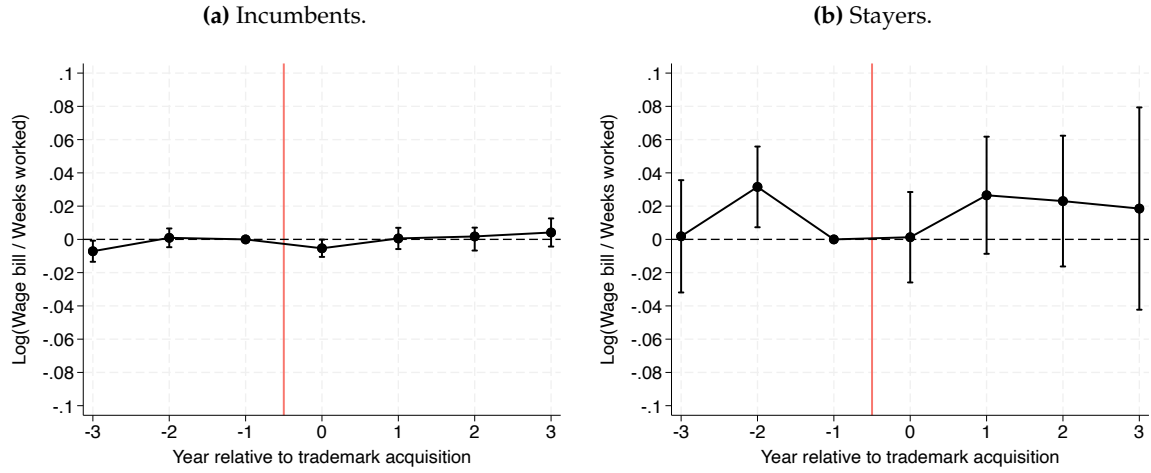 (a) Incumbents.
.1
.08
.06
.04
.02
0
-.02
-.04
-.06
-.08
-.1
Log(Wage bill / Weeks worked)
-3 -2 -1 0 1 2 3
Year relative to trademark acquisition
(b) Stayers.
.1
.08
.06
.04
.02
0
-.02
-.04
-.06
-.08
-.1
Log(Wage bill / Weeks worked)
-3 -2 -1 0 1 2 3
Year relative to trademark acquisition